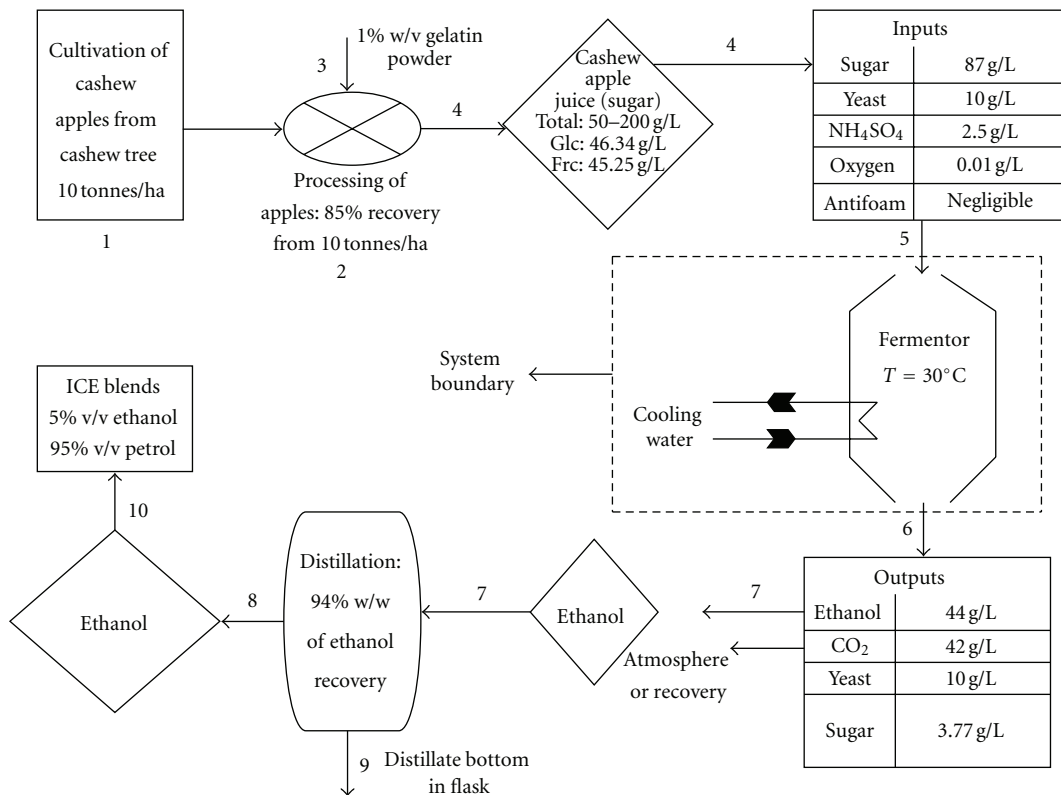 Cultivation of
cashew
apples from
cashew tree
10 tonnes/ha
1
3
1% w/v gelatin
powder
Processing of
apples: 85% recovery
from 10 tonnes/ha
2
4
Cashew
apple
juice (sugar)
Total: 50–200 g/L
Glc: 46.34 g/L
Frc: 45.25 g/L
4
Inputs
Sugar 87 g/L
Yeast 10 g/L
NH₄SO₄ 2.5 g/L
Oxygen 0.01 g/L
Antifoam Negligible
5
Fermentor
T = 30°C
System
boundary
Cooling
water
6
Outputs
Ethanol 44 g/L
CO₂ 42 g/L
Yeast 10 g/L
Sugar 3.77 g/L
7
Atmosphere
or recovery
Ethanol
7
Distillation:
94% w/w
of ethanol
recovery
9
Distillate bottom
in flask
8
Ethanol
10
ICE blends
5% v/v ethanol
95% v/v petrol